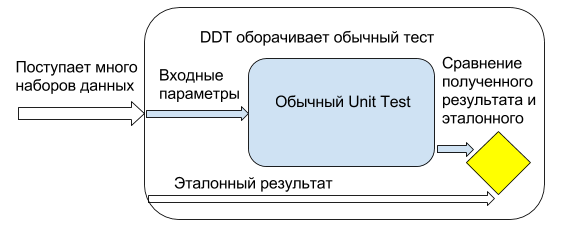 DDT оборачивает обычный тест
Поступает много
наборов данных
Входные
параметры
Обычный Unit Test
Сравнение
полученного
результата и
эталонного
Эталонный результат